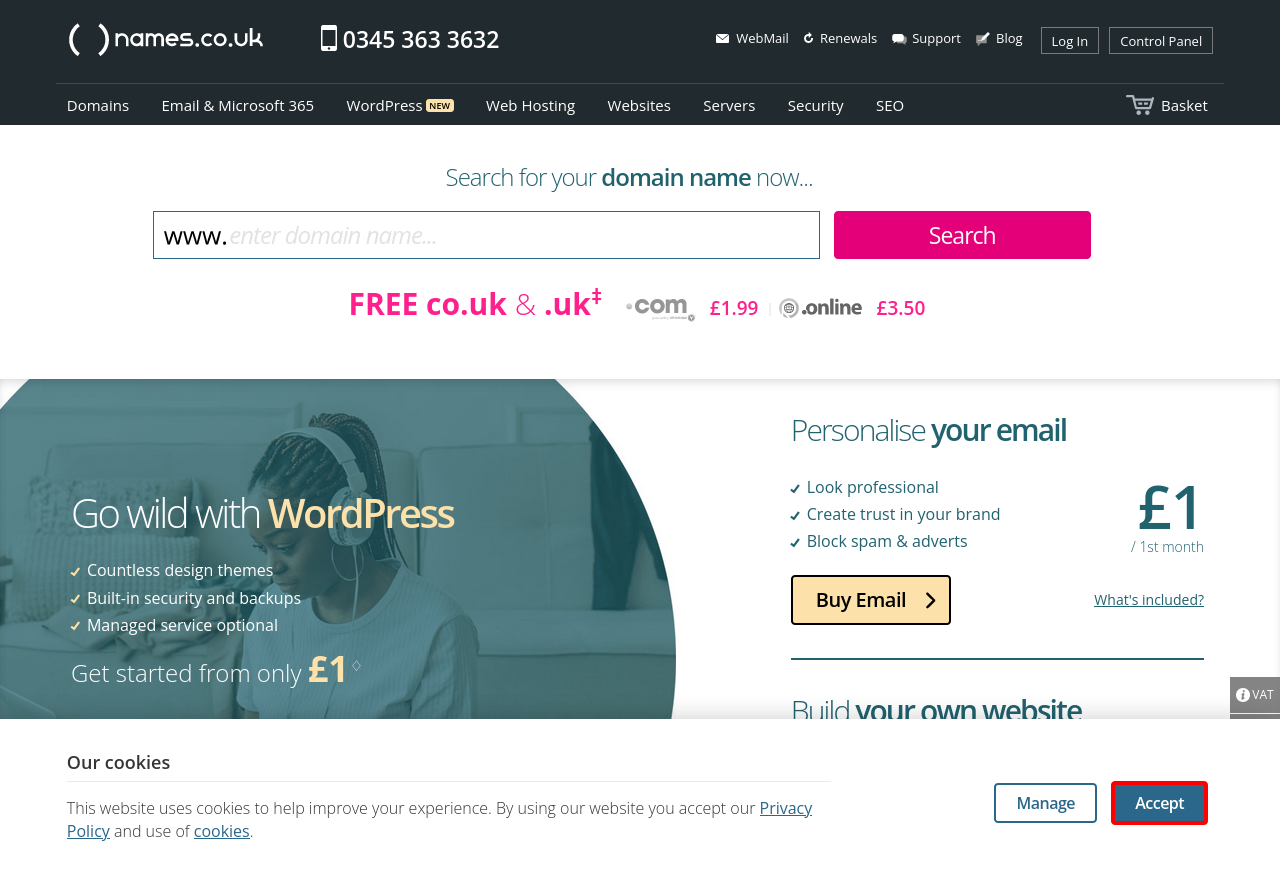 names.co.uk
0345 363 3632
WebMail Renewals Support Blog Log In Control Panel
Domains Email & Microsoft 365 WordPress NEW Web Hosting Websites Servers Security SEO Basket
Search for your domain name now...
www. enter domain name...
Search
FREE co.uk & .uk‡ .com £1.99 .online £3.50
Go wild with WordPress
Countless design themes
Built-in security and backups
Managed service optional
Get started from only £1◊
Personalise your email
Look professional
Create trust in your brand
Block spam & adverts
£1
/ 1st month
Buy Email
What's included?
Build your own website
VAT
Our cookies
This website uses cookies to help improve your experience. By using our website you accept our Privacy
Policy and use of cookies.
Manage
Accept